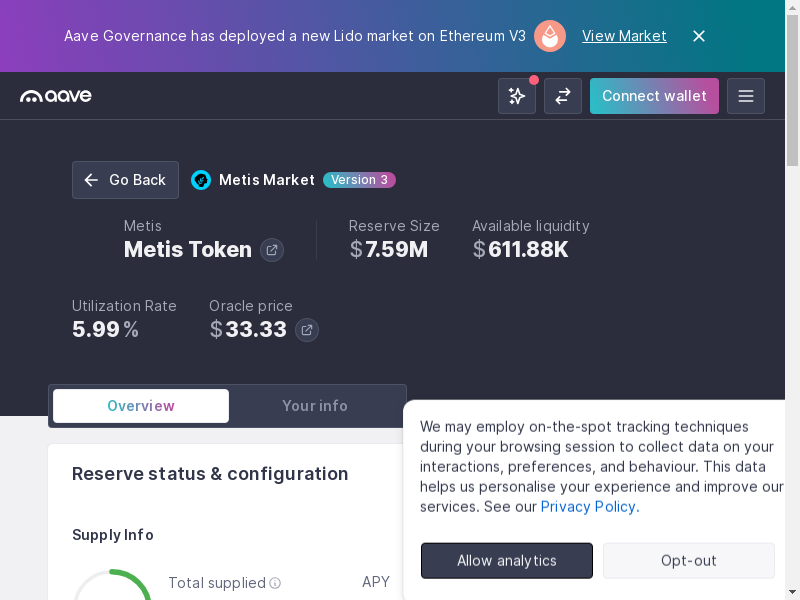 Aave Governance has deployed a new Lido market on Ethereum V3 View Market
aave Connect wallet
Go Back Metis Market Version 3
Metis Reserve Size Available liquidity
Metis Token $7.59M $611.88K
Utilization Rate Oracle price
5.99% $33.33
Overview Your info
We may employ on-the-spot tracking techniques
during your browsing session to collect data on your
interactions, preferences, and behaviour. This data
helps us personalise your experience and improve our
services. See our Privacy Policy.
Allow analytics Opt-out
Reserve status & configuration
Supply Info
Total supplied APY